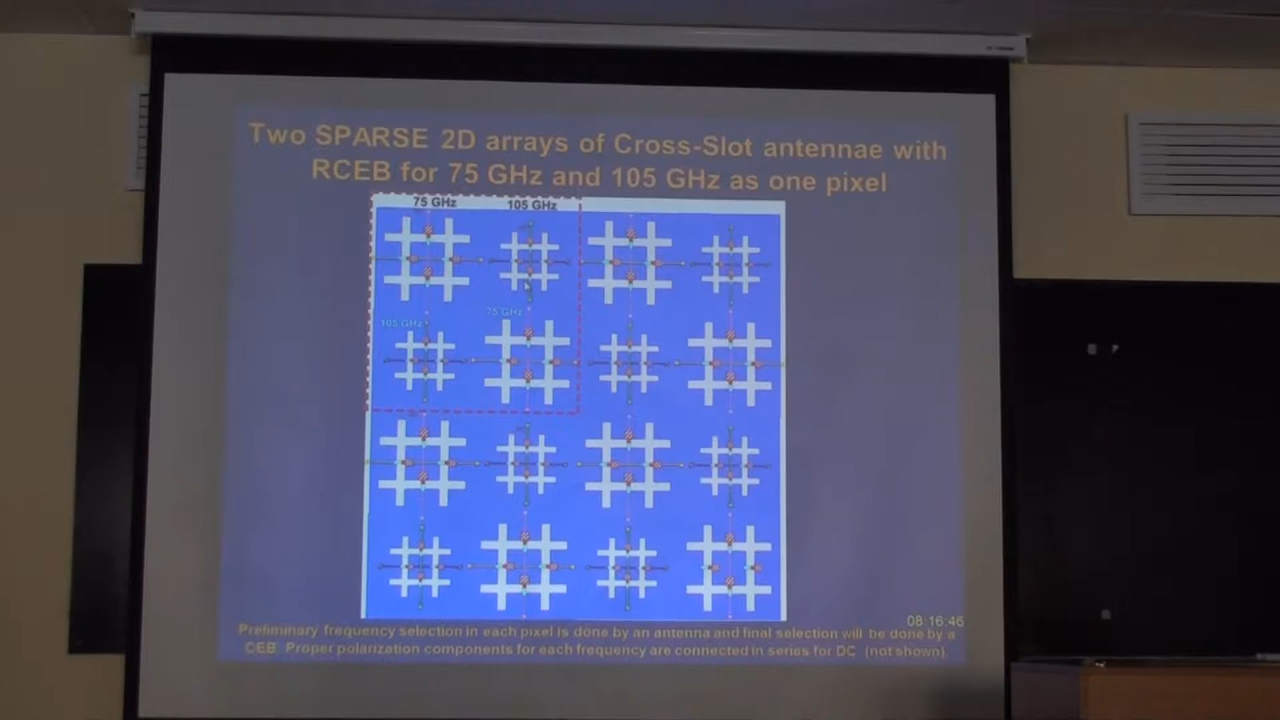 Two SPARSE 2D arrays of Cross-Slot antennae with
RCEB for 75 GHz and 105 GHz as one pixel
75 GHz 105 GHz
75 GHz
105 GHz
08:16:46
Preliminary frequency selection in each pixel is done by an antenna and final selection will be done by a
CEB. Proper polarization components for each frequency are connected in series for DC (not shown).